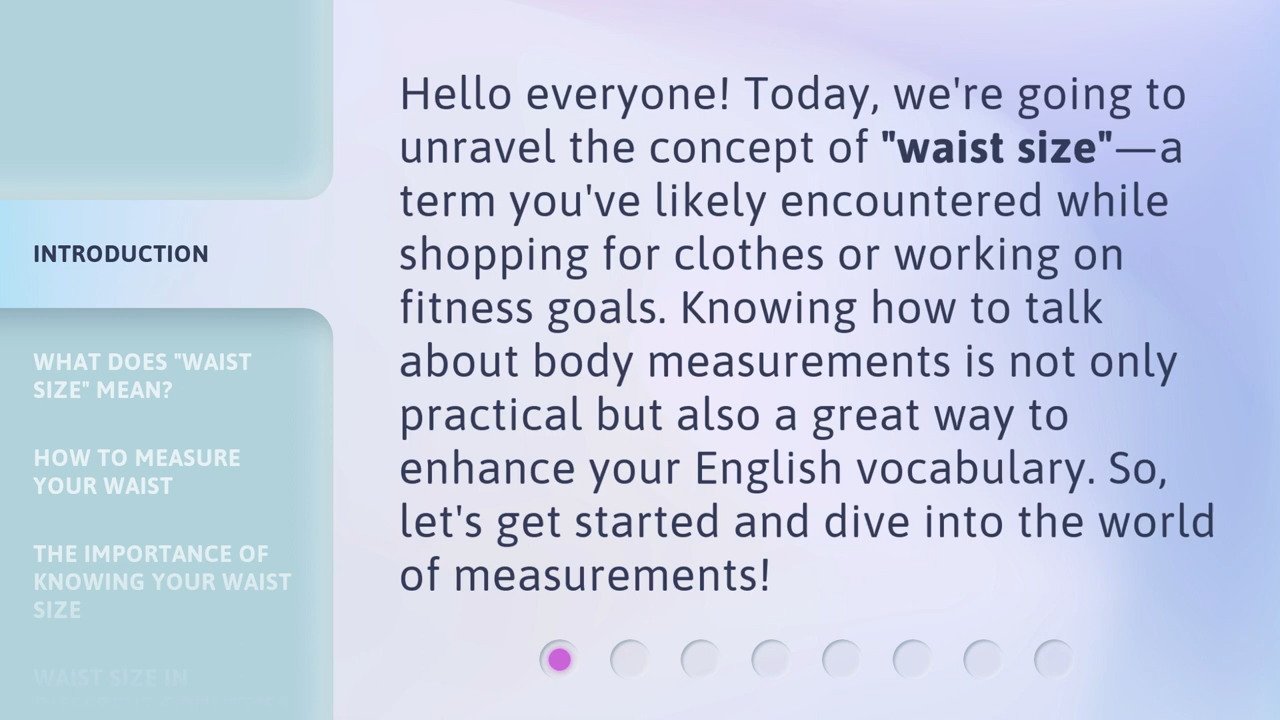 INTRODUCTION
WHAT DOES "WAIST
SIZE" MEAN?
HOW TO MEASURE
YOUR WAIST
THE IMPORTANCE OF
KNOWING YOUR WAIST
SIZE
WAIST SIZE IN
Hello everyone! Today, we're going to
unravel the concept of "waist size"—a
term you've likely encountered while
shopping for clothes or working on
fitness goals. Knowing how to talk
about body measurements is not only
practical but also a great way to
enhance your English vocabulary. So,
let's get started and dive into the world
of measurements!